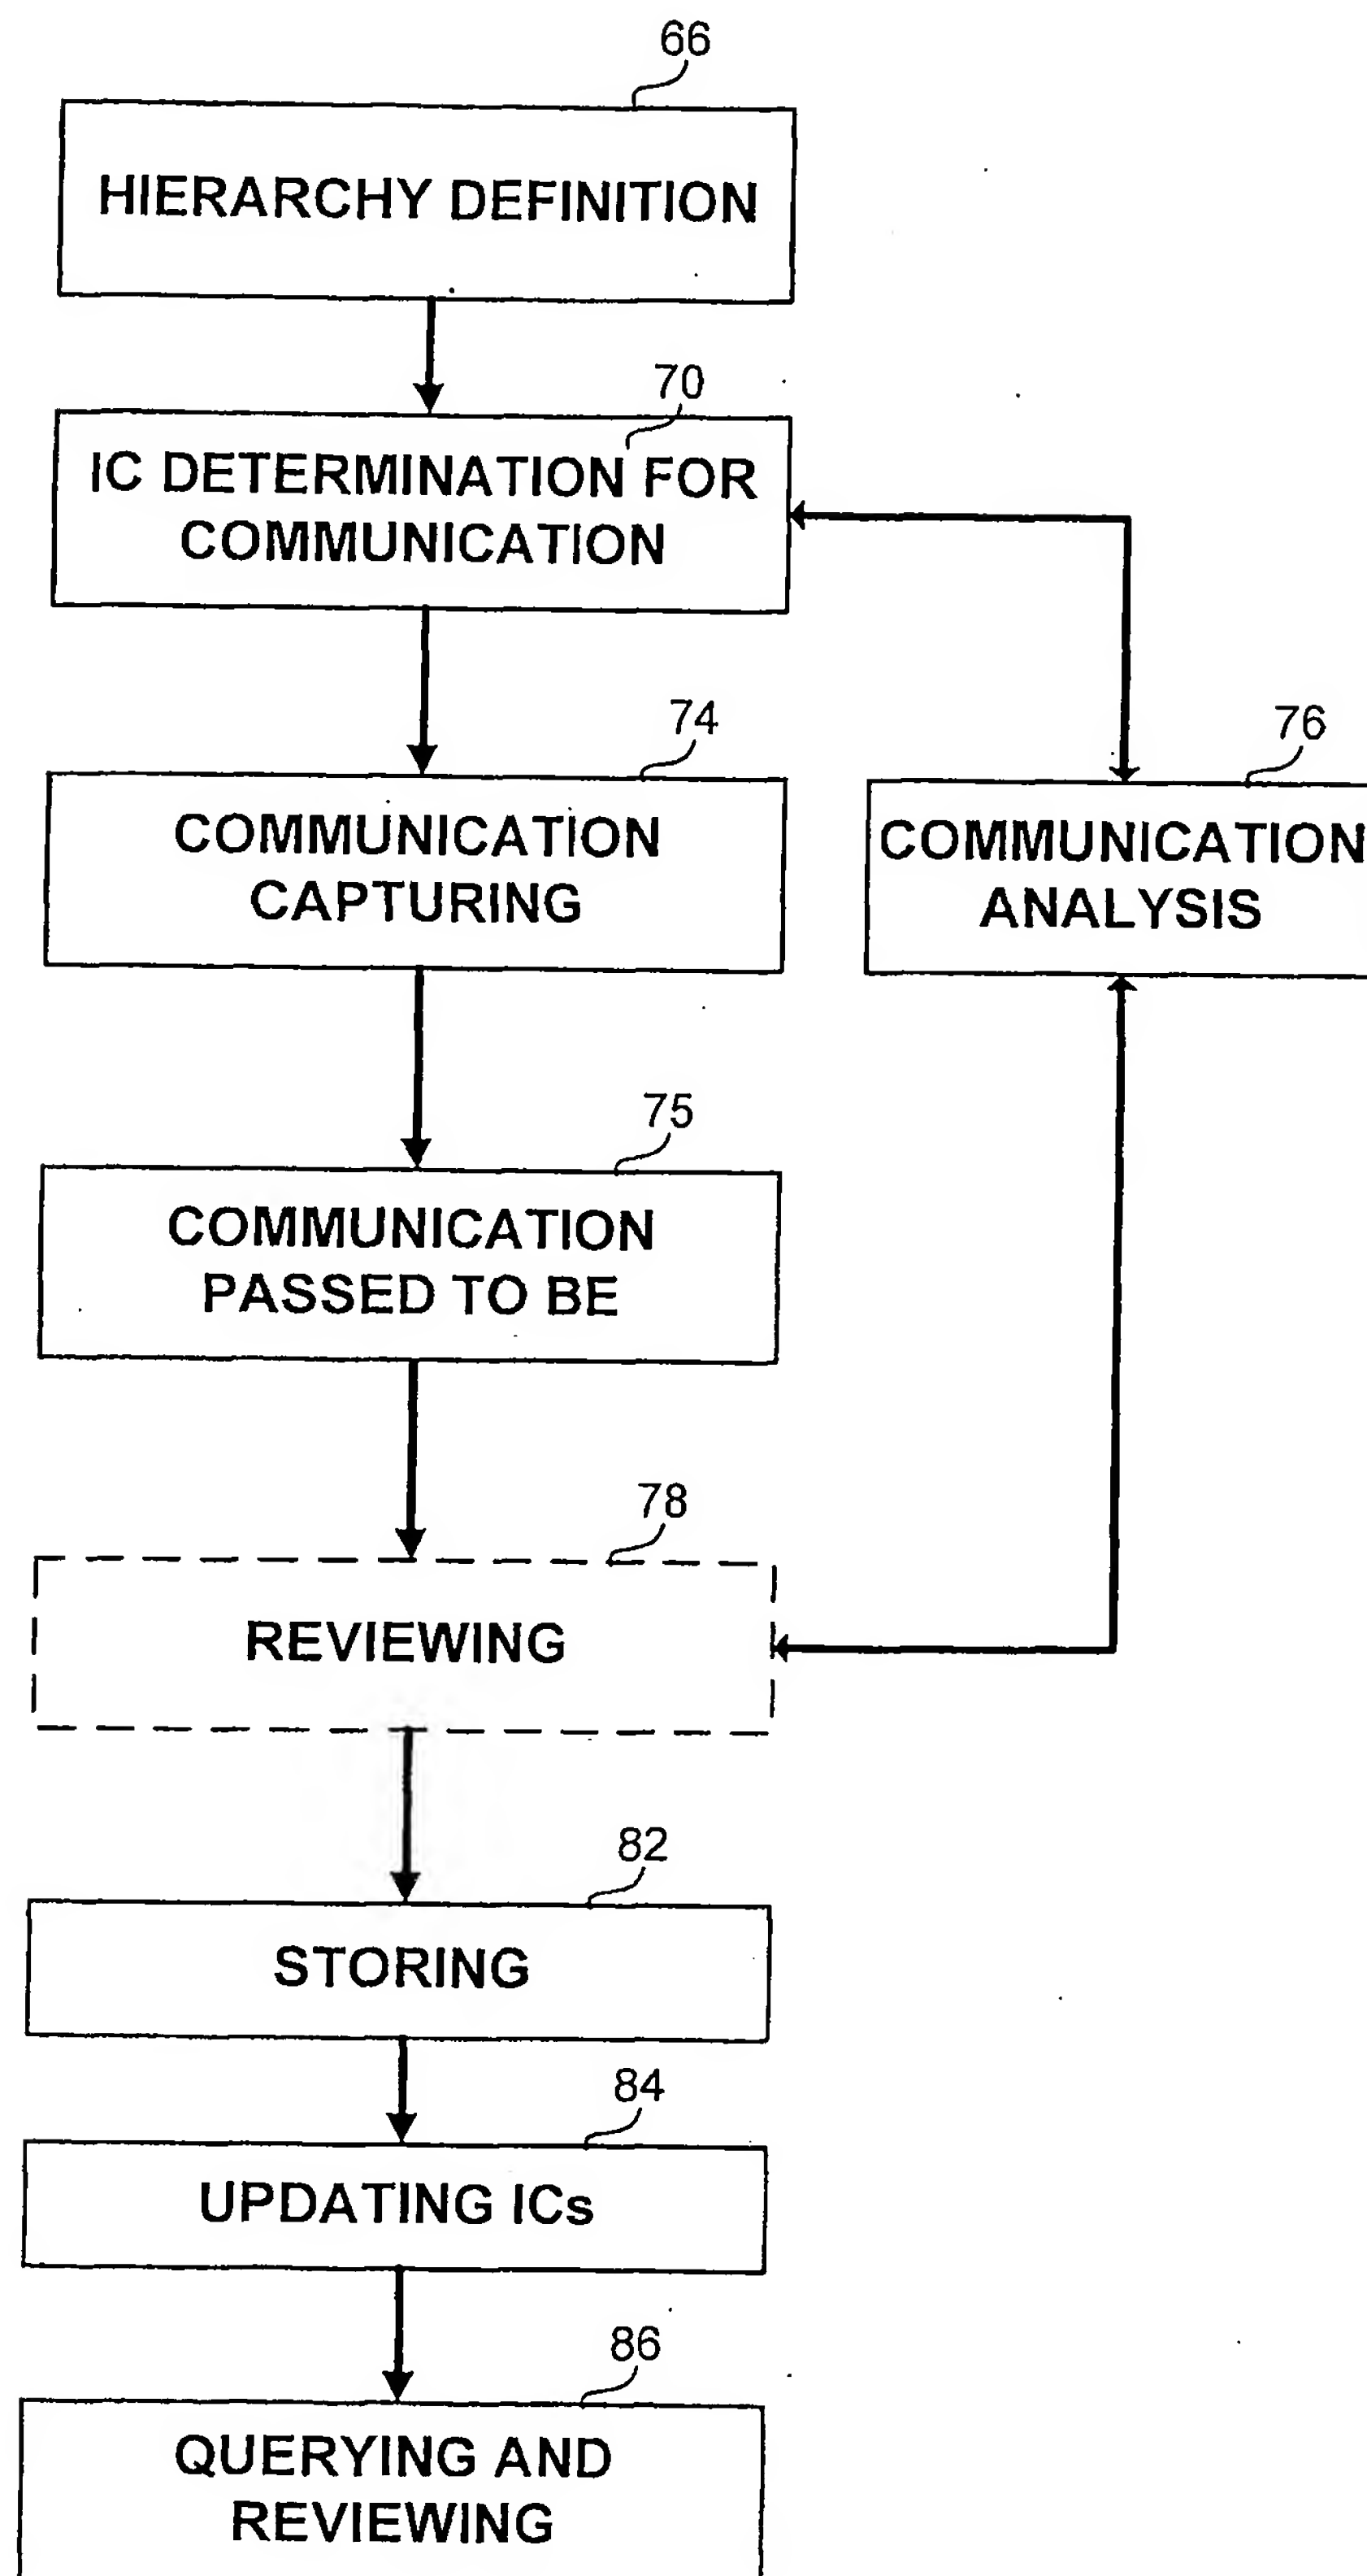 66
HIERARCHY DEFINITION
70
IC DETERMINATION FOR
COMMUNICATION
74
COMMUNICATION
CAPTURING
76
COMMUNICATION
ANALYSIS
75
COMMUNICATION
PASSED TO BE
78
REVIEWING
82
STORING
84
UPDATING ICs
86
QUERYING AND
REVIEWING